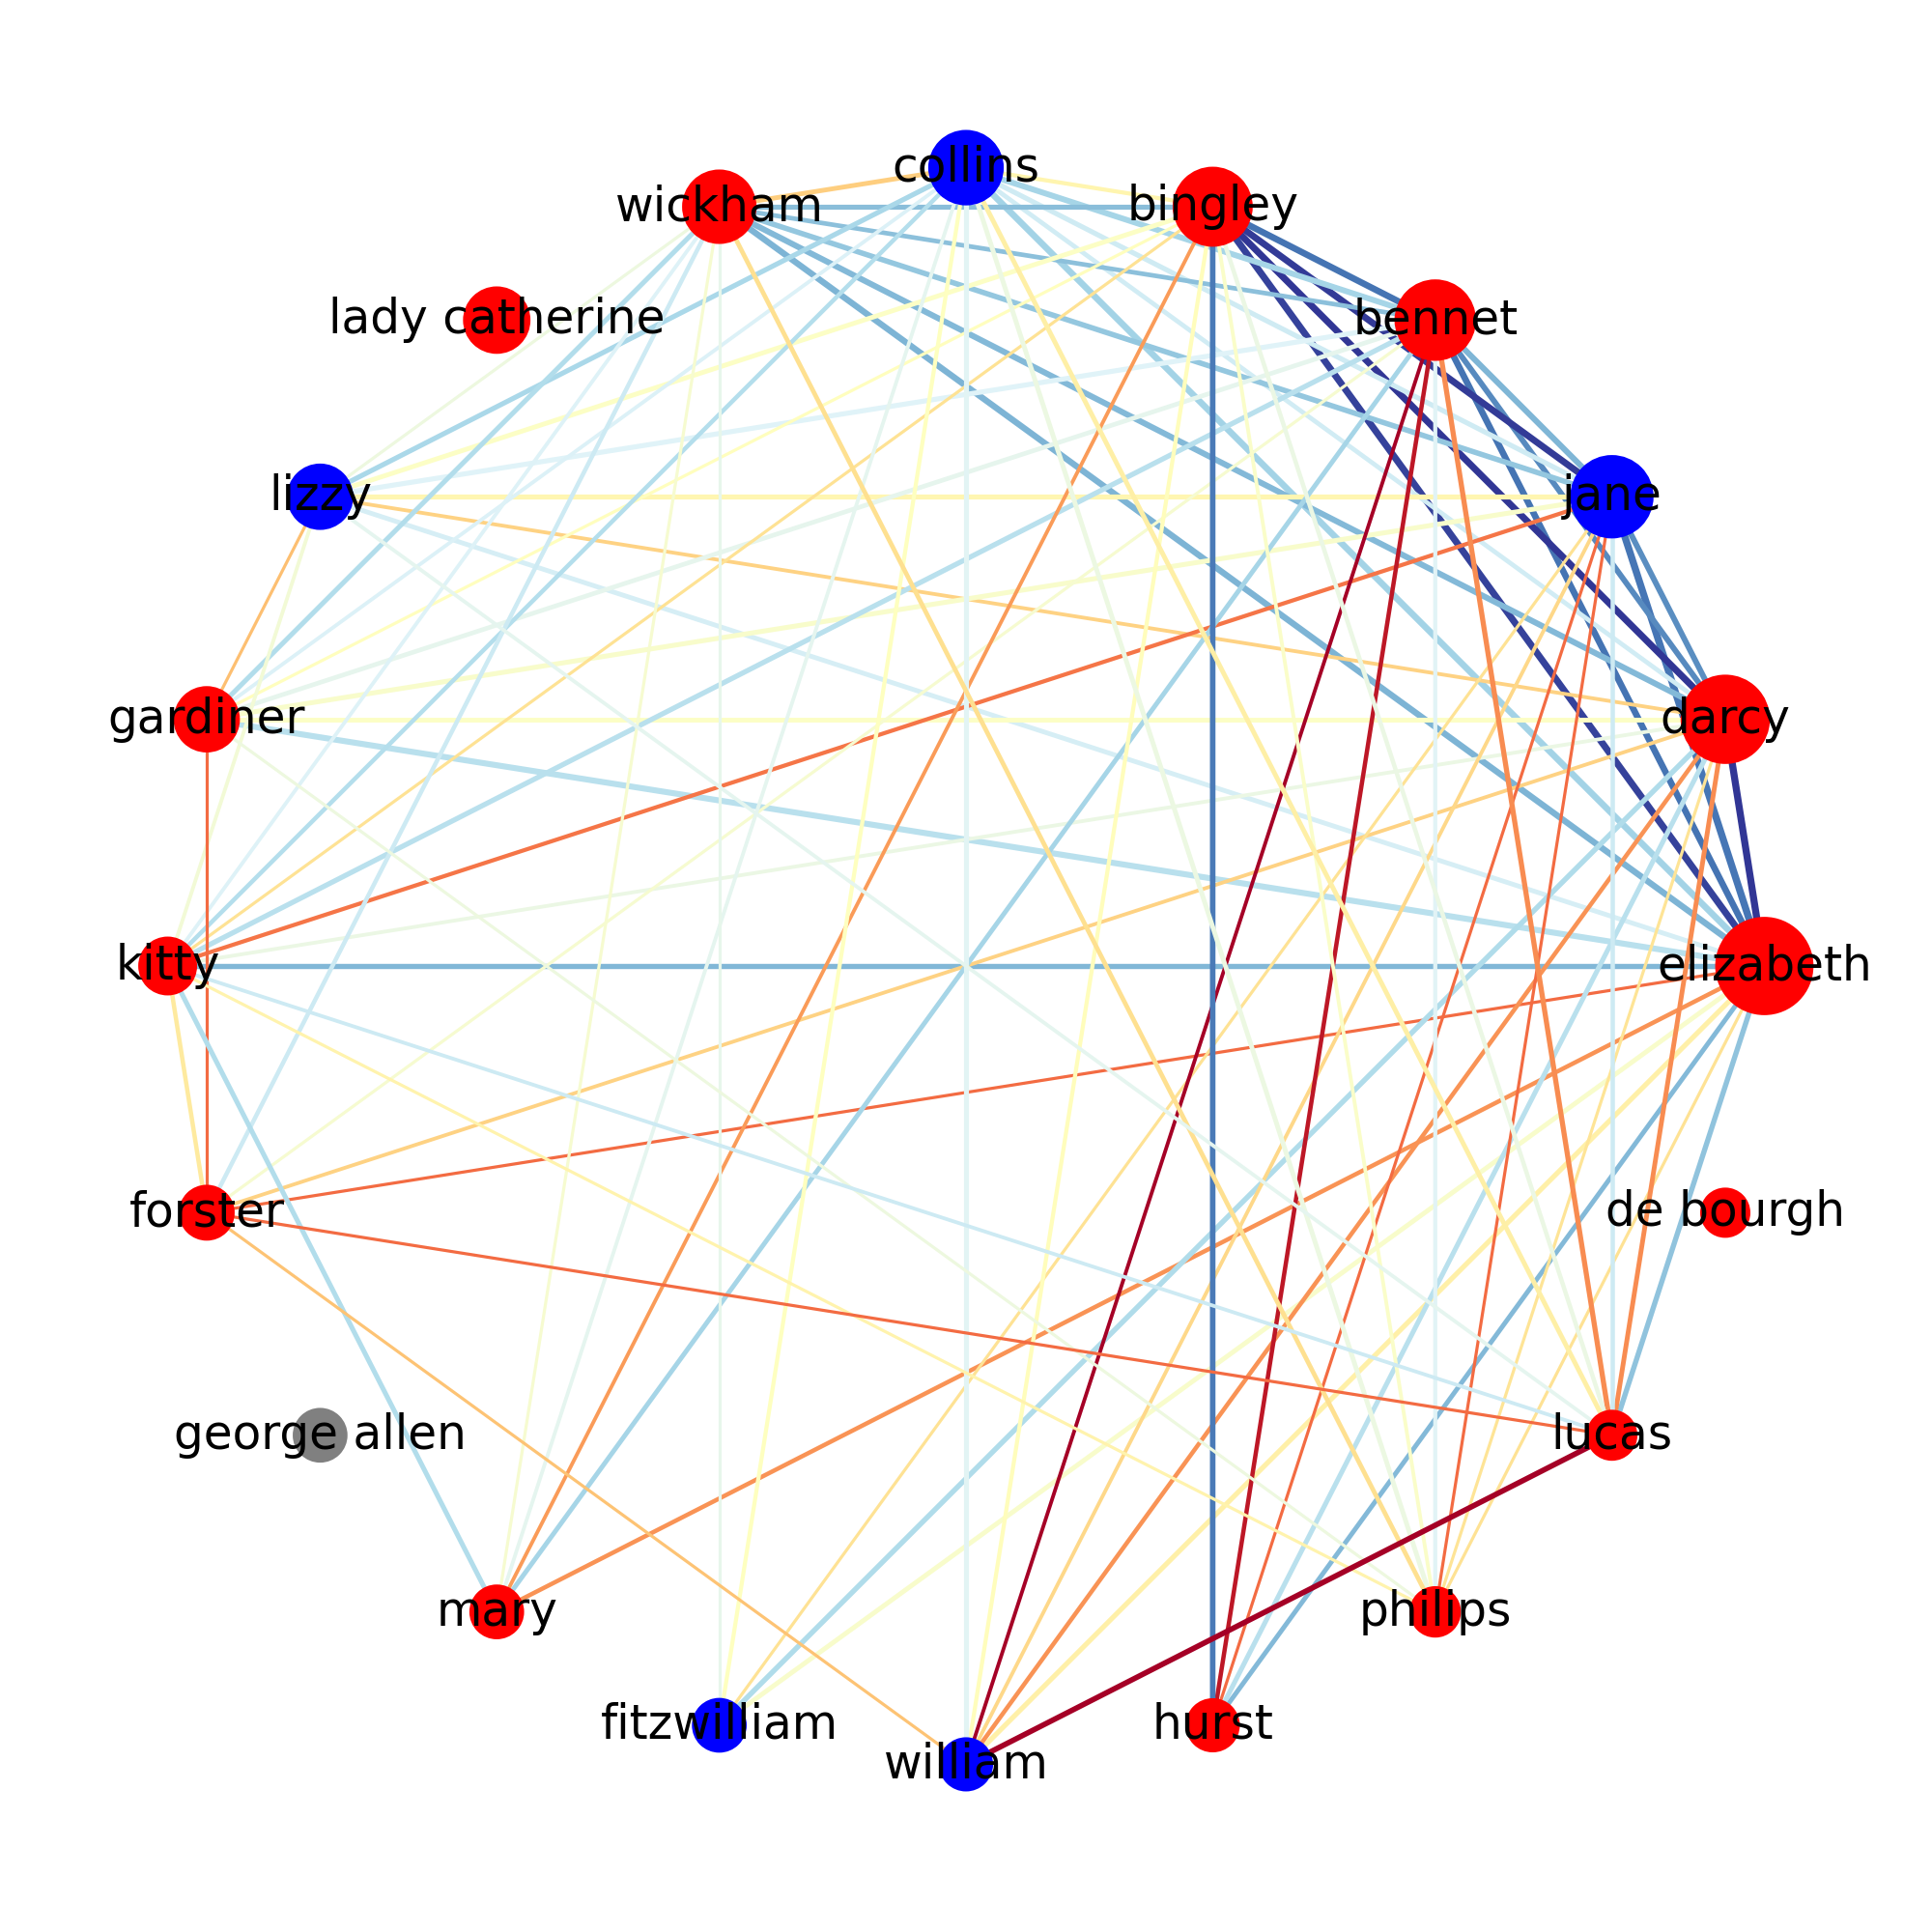 collins
wickham
bingley
lady catherine
bennet
lizzy
jane
gardiner
darcy
kitty
elizabeth
forster
de bourgh
george allen
lucas
mary
philips
fitzwilliam
hurst
william